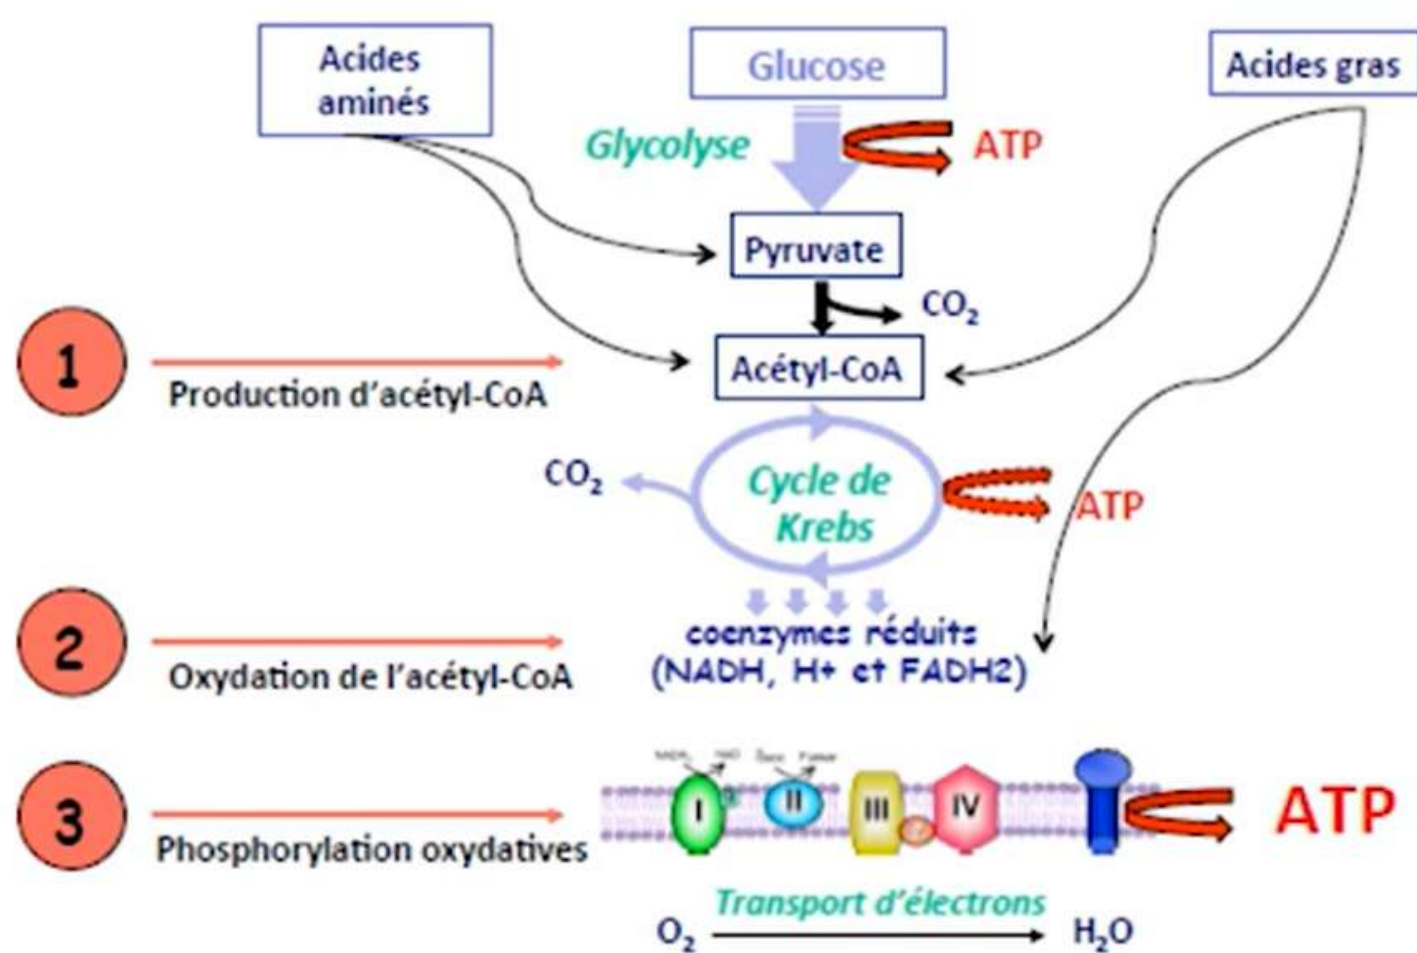 Acides
aminés
Glucose
Acides gras
Glycolyse
ATP
Pyruvate
CO₂
1
Production d'acétyl-CoA
Acétyl-CoA
CO₂
Cycle de
Krebs
ATP
2
Oxydation de l'acétyl-CoA
coenzymes réduits
(NADH, H+ et FADH2)
3
Phosphorylation oxydatives
I
II
III
IV
ATP
Transport d'électrons
O₂
H₂O